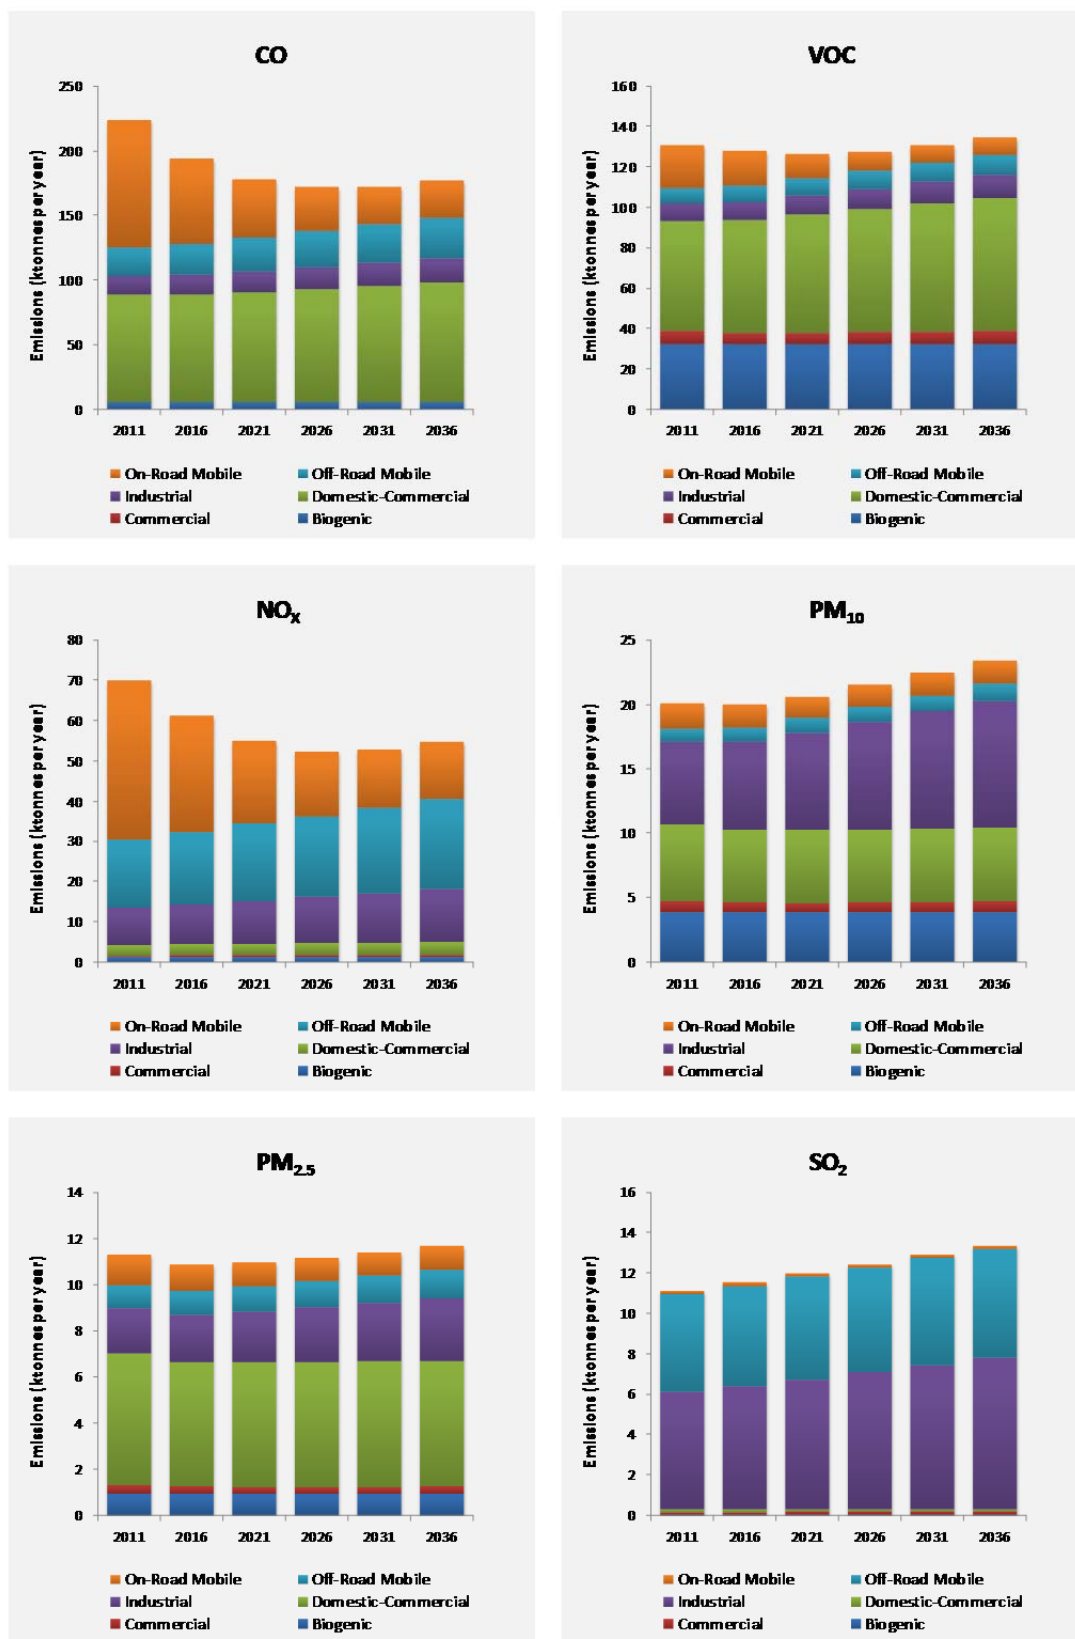 CO
Emissions (ktonnes per year)
250
200
150
100
50
0
2011 2016 2021 2026 2031 2036
On-Road Mobile Off-Road Mobile
Industrial Domestic-Commercial
Commercial Biogenic
VOC
Emissions (ktonnes per year)
160
140
120
100
80
60
40
20
0
2011 2016 2021 2026 2031 2036
On-Road Mobile Off-Road Mobile
Industrial Domestic-Commercial
Commercial Biogenic
NOX
Emissions (ktonnes per year)
80
70
60
50
40
30
20
10
0
2011 2016 2021 2026 2031 2036
On-Road Mobile Off-Road Mobile
Industrial Domestic-Commercial
Commercial Biogenic
PM10
Emissions (ktonnes per year)
25
20
15
10
5
0
2011 2016 2021 2026 2031 2036
On-Road Mobile Off-Road Mobile
Industrial Domestic-Commercial
Commercial Biogenic
PM2.5
Emissions (ktonnes per year)
14
12
10
8
6
4
2
0
2011 2016 2021 2026 2031 2036
On-Road Mobile Off-Road Mobile
Industrial Domestic-Commercial
Commercial Biogenic
SO2
Emissions (ktonnes per year)
16
14
12
10
8
6
4
2
0
2011 2016 2021 2026 2031 2036
On-Road Mobile Off-Road Mobile
Industrial Domestic-Commercial
Commercial Biogenic